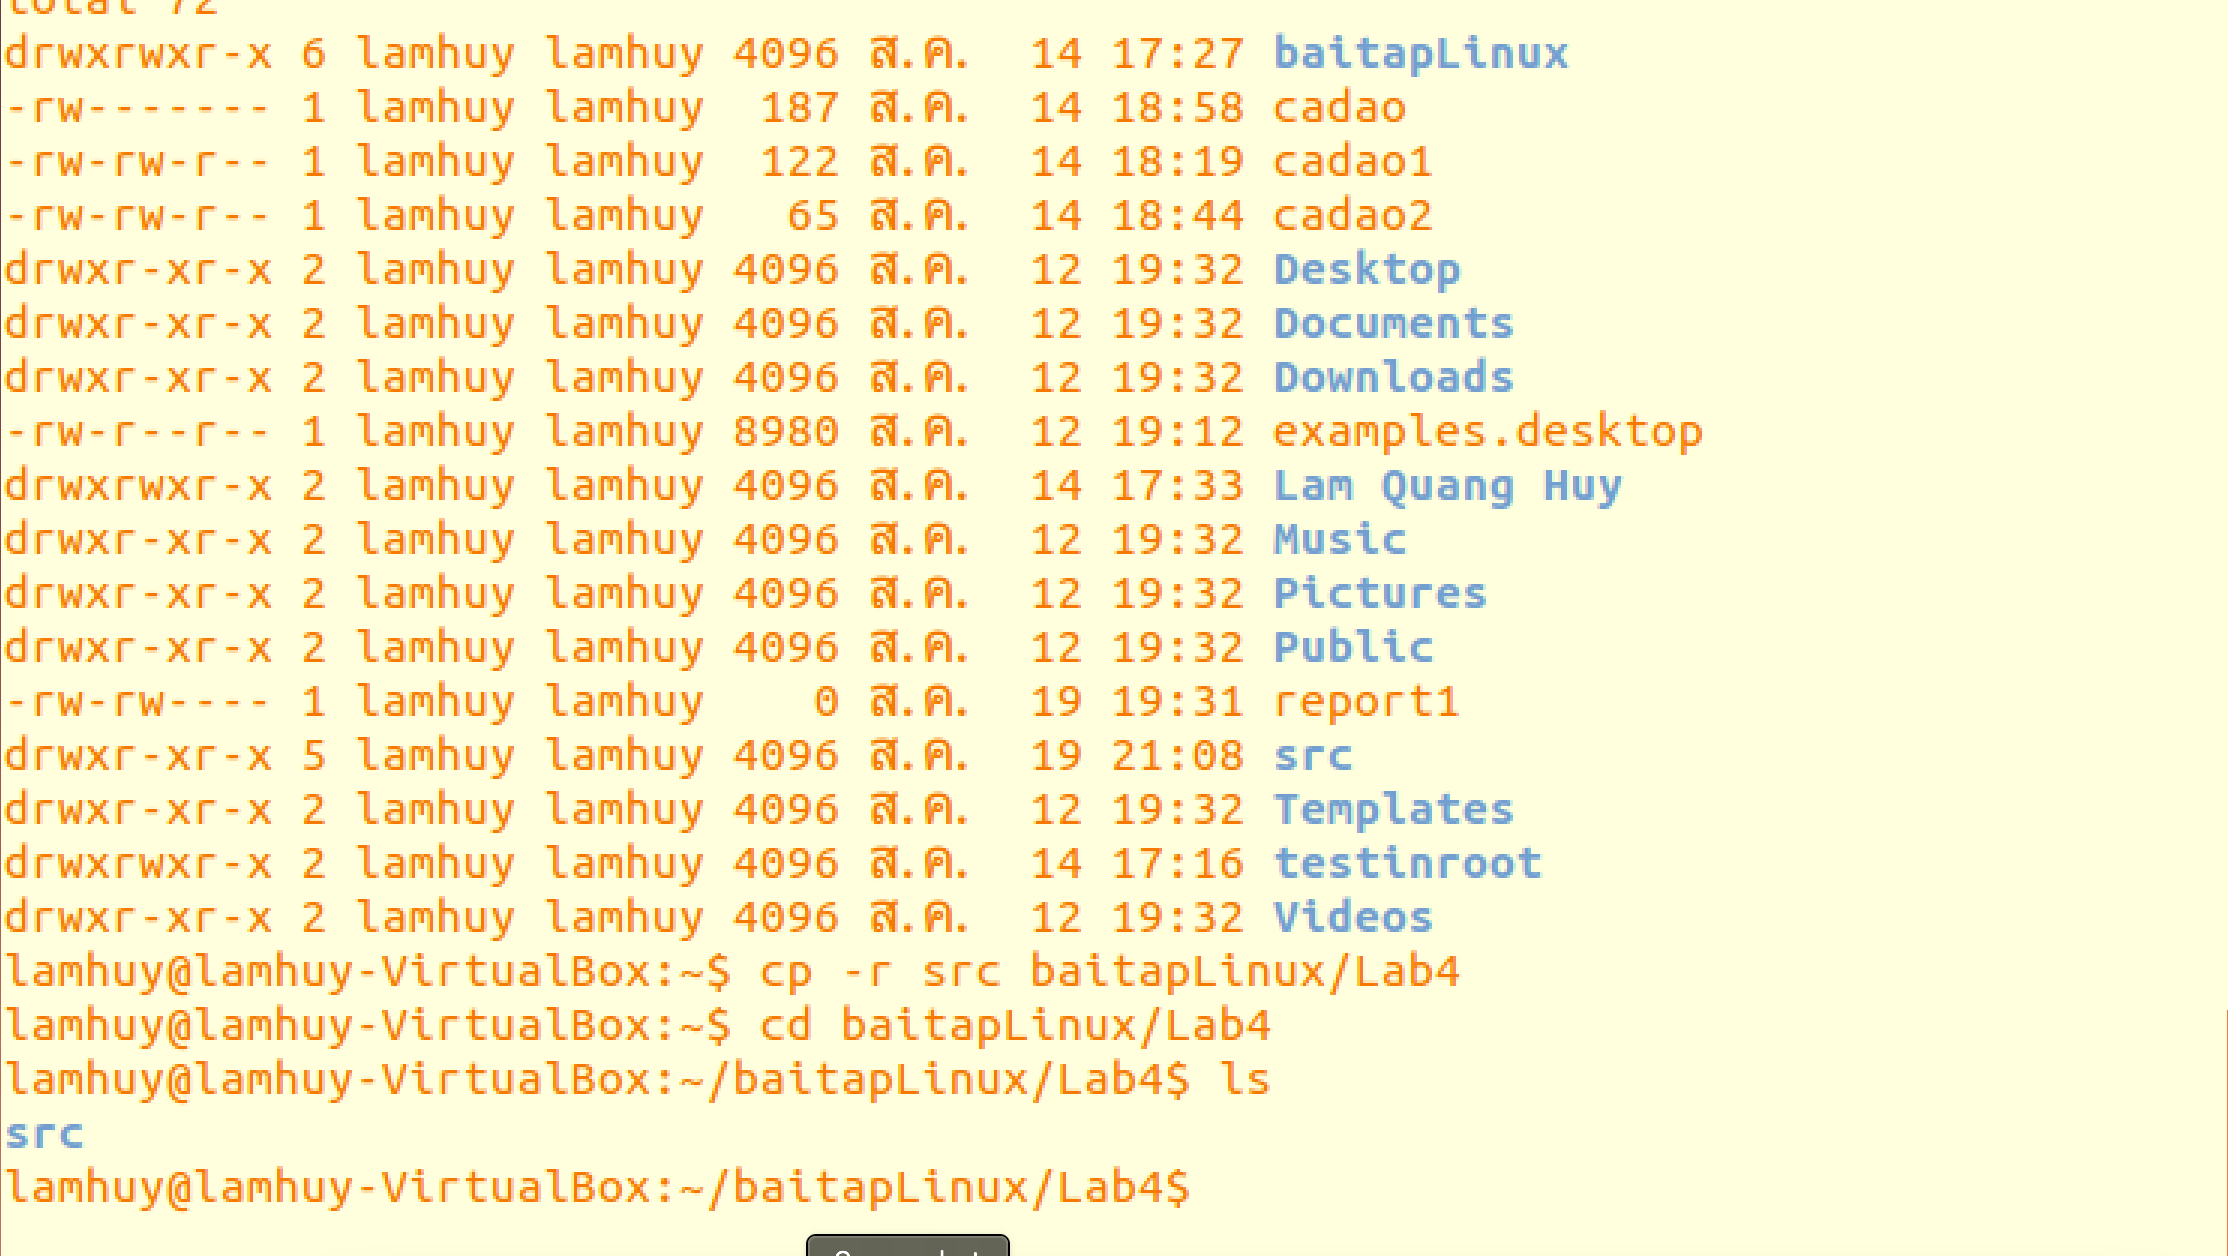 total 72
drwxrwxr-x 6 lamhuy lamhuy 4096 ส.ค.  14 17:27 baitapLinux
-rw------- 1 lamhuy lamhuy  187 ส.ค.  14 18:58 cadao
-rw-rw-r-- 1 lamhuy lamhuy  122 ส.ค.  14 18:19 cadao1
-rw-rw-r-- 1 lamhuy lamhuy   65 ส.ค.  14 18:44 cadao2
drwxr-xr-x 2 lamhuy lamhuy 4096 ส.ค.  12 19:32 Desktop
drwxr-xr-x 2 lamhuy lamhuy 4096 ส.ค.  12 19:32 Documents
drwxr-xr-x 2 lamhuy lamhuy 4096 ส.ค.  12 19:32 Downloads
-rw-r--r-- 1 lamhuy lamhuy 8980 ส.ค.  12 19:12 examples.desktop
drwxrwxr-x 2 lamhuy lamhuy 4096 ส.ค.  14 17:33 Lam Quang Huy
drwxr-xr-x 2 lamhuy lamhuy 4096 ส.ค.  12 19:32 Music
drwxr-xr-x 2 lamhuy lamhuy 4096 ส.ค.  12 19:32 Pictures
drwxr-xr-x 2 lamhuy lamhuy 4096 ส.ค.  12 19:32 Public
-rw-rw---- 1 lamhuy lamhuy    0 ส.ค.  19 19:31 report1
drwxr-xr-x 5 lamhuy lamhuy 4096 ส.ค.  19 21:08 src
drwxr-xr-x 2 lamhuy lamhuy 4096 ส.ค.  12 19:32 Templates
drwxrwxr-x 2 lamhuy lamhuy 4096 ส.ค.  14 17:16 testinroot
drwxr-xr-x 2 lamhuy lamhuy 4096 ส.ค.  12 19:32 Videos
lamhuy@lamhuy-VirtualBox:~$ cp -r src baitapLinux/Lab4
lamhuy@lamhuy-VirtualBox:~$ cd baitapLinux/Lab4
lamhuy@lamhuy-VirtualBox:~/baitapLinux/Lab4$ ls
src
lamhuy@lamhuy-VirtualBox:~/baitapLinux/Lab4$